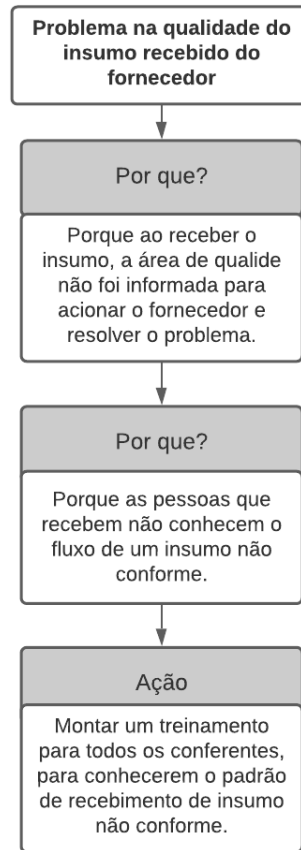 Problema na qualidade do
insumo recebido do
fornecedor
Por que?
Porque ao receber o
insumo, a área de qualide
não foi informada para
acionar o fornecedor e
resolver o problema.
Por que?
Porque as pessoas que
recebem não conhecem o
fluxo de um insumo não
conforme.
Ação
Montar um treinamento
para todos os conferentes,
para conhecerem o padrão
de recebimento de insumo
não conforme.